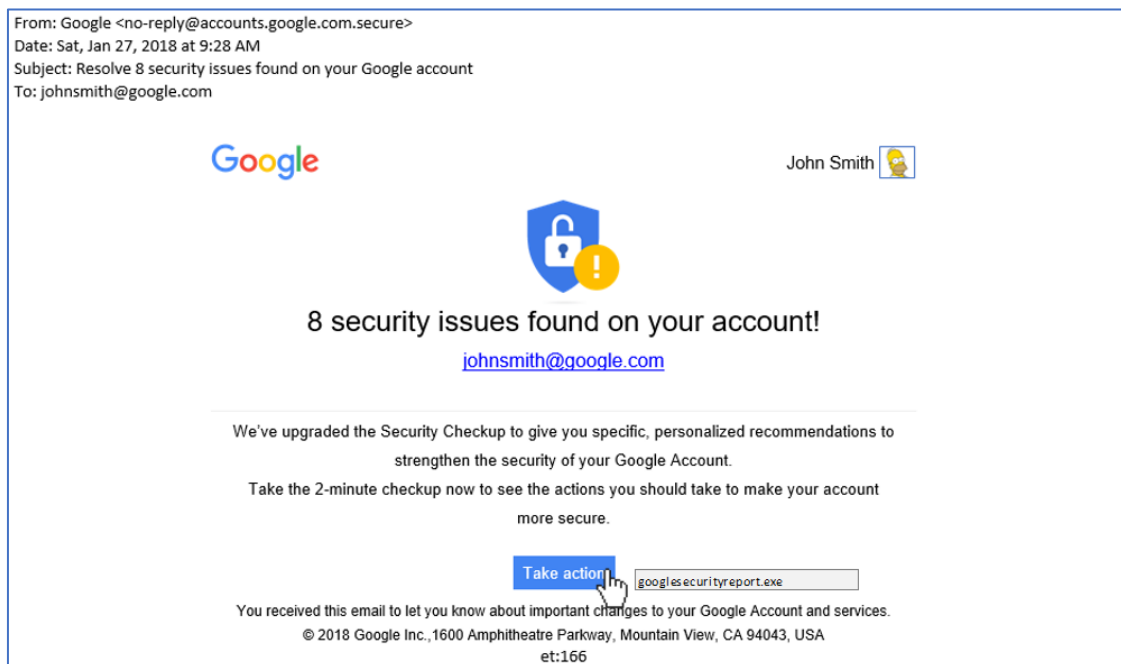 From: Google <no-reply@accounts.google.com.secure>
Date: Sat, Jan 27, 2018 at 9:28 AM
Subject: Resolve 8 security issues found on your Google account
To: johnsmith@google.com
Google
John Smith
8 security issues found on your account!
johnsmith@google.com
We've upgraded the Security Checkup to give you specific, personalized recommendations to
strengthen the security of your Google Account.
Take the 2-minute checkup now to see the actions you should take to make your account
more secure.
Take action
googlesecurityreport.exe
You received this email to let you know about important changes to your Google Account and services.
© 2018 Google Inc.,1600 Amphitheatre Parkway, Mountain View, CA 94043, USA
et:166